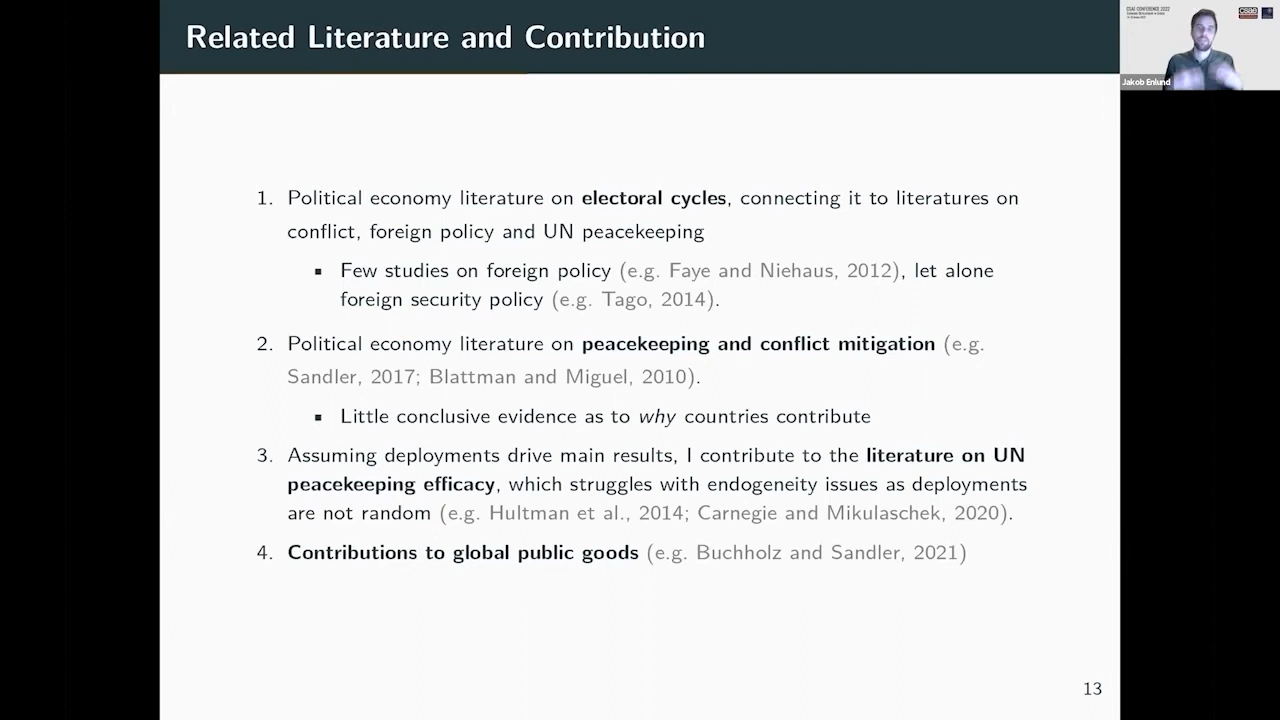 Related Literature and Contribution
CSAE CONFERENCE 2022
CSAE
Jakob Enlund
1. Political economy literature on electoral cycles, connecting it to literatures on
conflict, foreign policy and UN peacekeeping
▪ Few studies on foreign policy (e.g. Faye and Niehaus, 2012), let alone
foreign security policy (e.g. Tago, 2014).
2. Political economy literature on peacekeeping and conflict mitigation (e.g.
Sandler, 2017; Blattman and Miguel, 2010).
▪ Little conclusive evidence as to why countries contribute
3. Assuming deployments drive main results, I contribute to the literature on UN
peacekeeping efficacy, which struggles with endogeneity issues as deployments
are not random (e.g. Hultman et al., 2014; Carnegie and Mikulaschek, 2020).
4. Contributions to global public goods (e.g. Buchholz and Sandler, 2021)
13